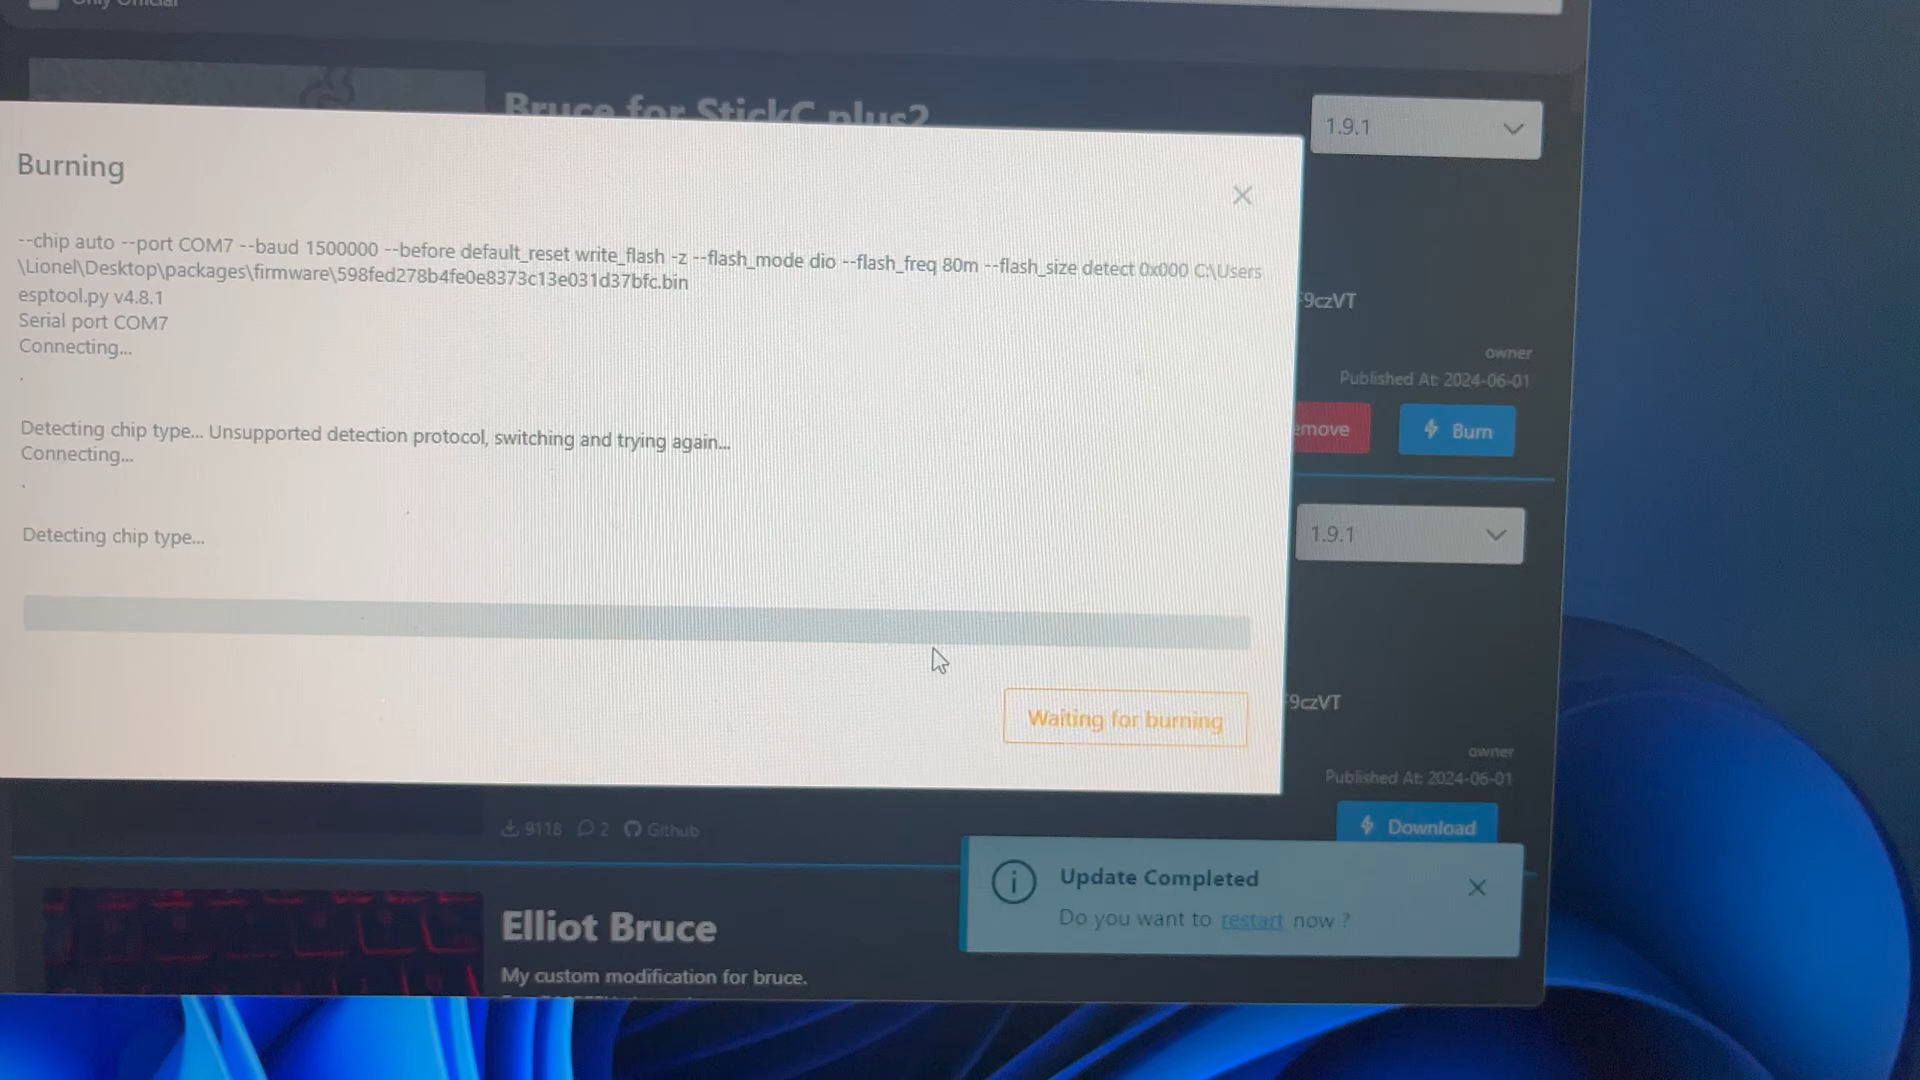 Only Official
Bruce for StickC plus2
1.9.1
Burning
--chip auto --port COM7 --baud 1500000 --before default_reset write_flash -z --flash_mode dio --flash_freq 80m --flash_size detect 0x000 C:\Users
\Lionel\Desktop\packages\firmware\598fed278b4fe0e8373c13e031d37bfc.bin
esptool.py v4.8.1
Serial port COM7
Connecting...
.
Detecting chip type... Unsupported detection protocol, switching and trying again...
Connecting...
.
Detecting chip type...
Waiting for burning
F9czVT
owner
Published At: 2024-06-01
emove
Burn
1.9.1
F9czVT
owner
Published At: 2024-06-01
Download
9118 2 Github
Update Completed
Do you want to restart now ?
Elliot Bruce
My custom modification for bruce.